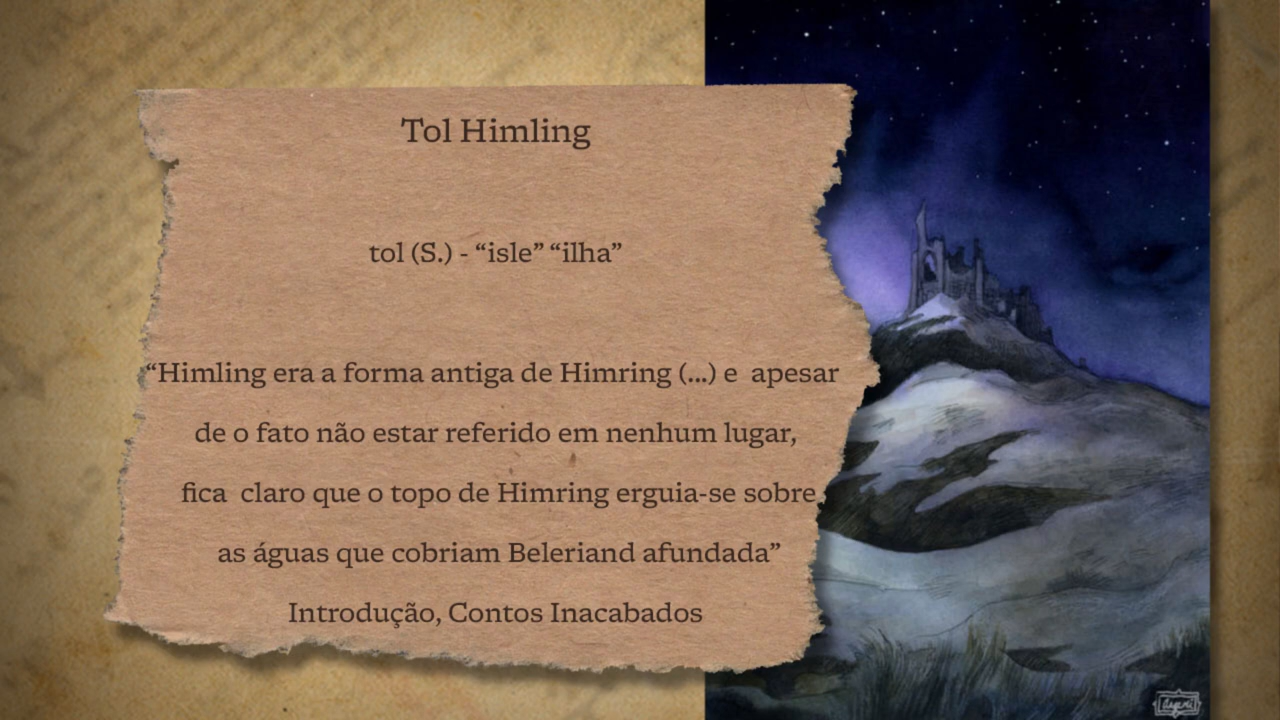 Tol Himling
tol (S.) - “isle” “ilha”
“Himling era a forma antiga de Himring (...) e apesar
de o fato não estar referido em nenhum lugar,
fica claro que o topo de Himring erguia-se sobre
as águas que cobriam Beleriand afundada”
Introdução, Contos Inacabados